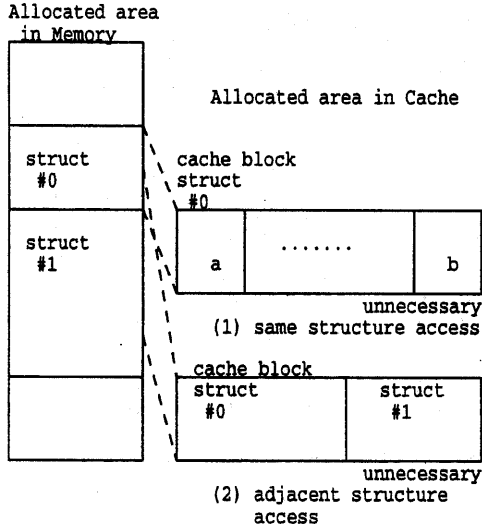 Allocated area
in Memory
Allocated area in Cache
struct
#0
cache block
struct
#0
struct
#1
a
.......
b
unnecessary
(1) same structure access
cache block
struct
#0
struct
#1
unnecessary
(2) adjacent structure
access